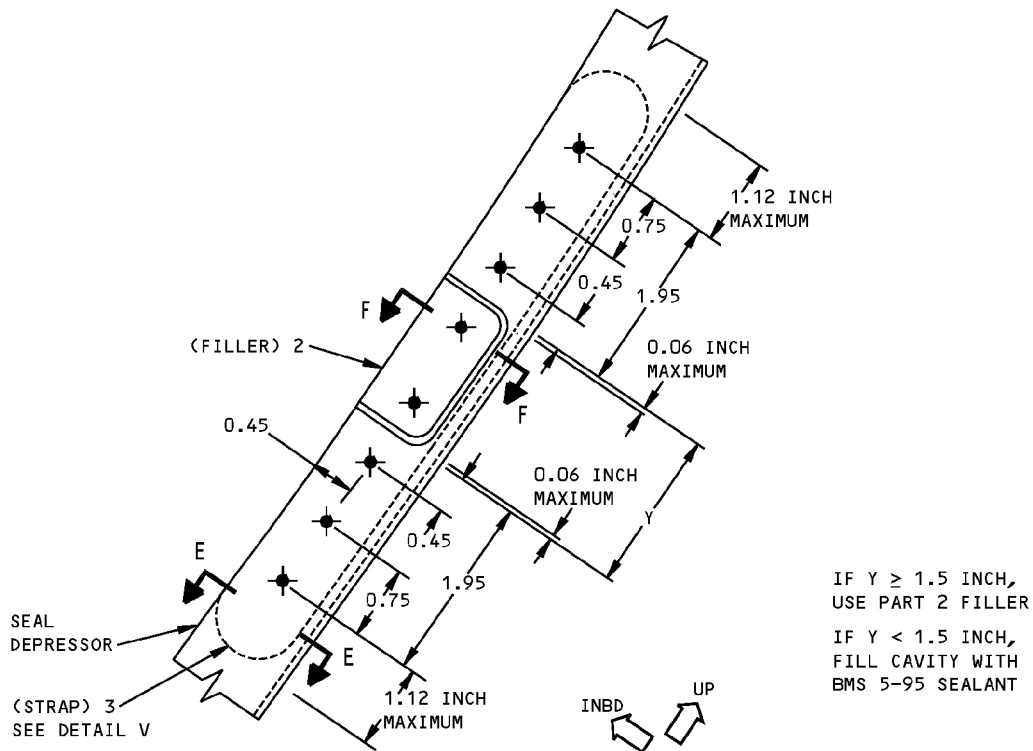 1.12 INCH
MAXIMUM
0.75
0.45
1.95
F
(FILLER) 2
0.06 INCH
MAXIMUM
F
0.45
0.06 INCH
MAXIMUM
Y
0.45
E
1.95
0.75
IF Y ≥ 1.5 INCH,
USE PART 2 FILLER
SEAL
DEPRESSOR
E
IF Y < 1.5 INCH,
FILL CAVITY WITH
BMS 5-95 SEALANT
(STRAP) 3
SEE DETAIL V
1.12 INCH
MAXIMUM
INBD
UP